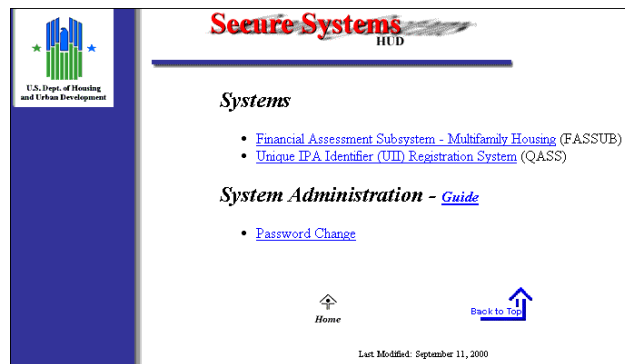 Secure Systems
HUD
U.S. Dept. of Housing
and Urban Development
Systems
• Financial Assessment Subsystem - Multifamily Housing (FASSUB)
• Unique IPA Identifier (UII) Registration System (QASS)
System Administration - Guide
• Password Change
Home
Back to Top
Last Modified: September 11, 2000